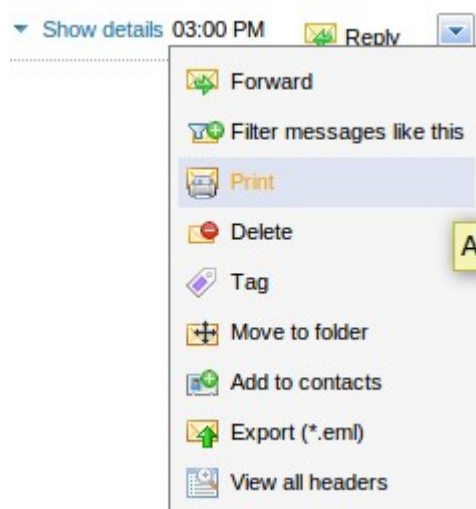 Show details 03:00 PM Reply
Forward
Filter messages like this
Print
Delete
A
Tag
Move to folder
Add to contacts
Export (*.eml)
View all headers